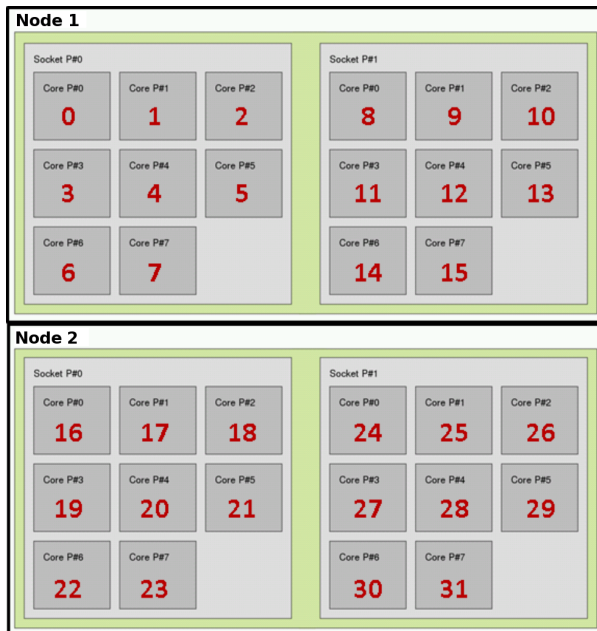 Node 1
Socket P#0
Core P#0 Core P#1 Core P#2
0 1 2
Core P#3 Core P#4 Core P#5
3 4 5
Core P#6 Core P#7
6 7
Socket P#1
Core P#0 Core P#1 Core P#2
8 9 10
Core P#3 Core P#4 Core P#5
11 12 13
Core P#6 Core P#7
14 15
Node 2
Socket P#0
Core P#0 Core P#1 Core P#2
16 17 18
Core P#3 Core P#4 Core P#5
19 20 21
Core P#6 Core P#7
22 23
Socket P#1
Core P#0 Core P#1 Core P#2
24 25 26
Core P#3 Core P#4 Core P#5
27 28 29
Core P#6 Core P#7
30 31